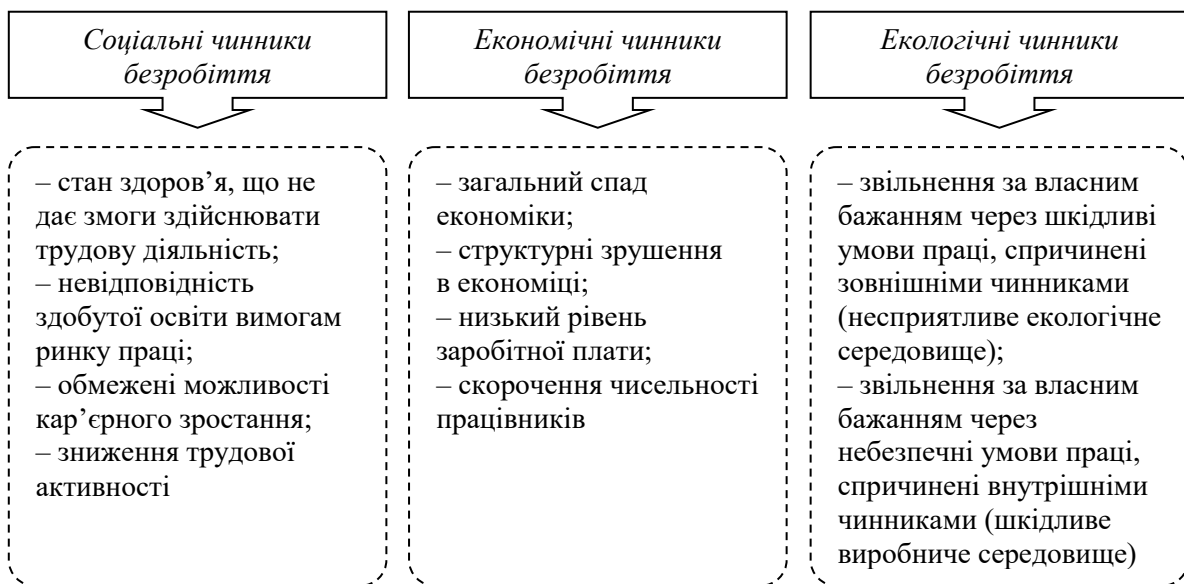 Соціальні чинники
безробіття
– стан здоров’я, що не
дає змоги здійснювати
трудову діяльність;
– невідповідність
здобутої освіти вимогам
ринку праці;
– обмежені можливості
кар’єрного зростання;
– зниження трудової
активності
Економічні чинники
безробіття
– загальний спад
економіки;
– структурні зрушення
в економіці;
– низький рівень
заробітної плати;
– скорочення чисельності
працівників
Екологічні чинники
безробіття
– звільнення за власним
бажанням через шкідливі
умови праці, спричинені
зовнішніми чинниками
(несприятливе екологічне
середовище);
– звільнення за власним
бажанням через
небезпечні умови праці,
спричинені внутрішніми
чинниками (шкідливе
виробниче середовище)